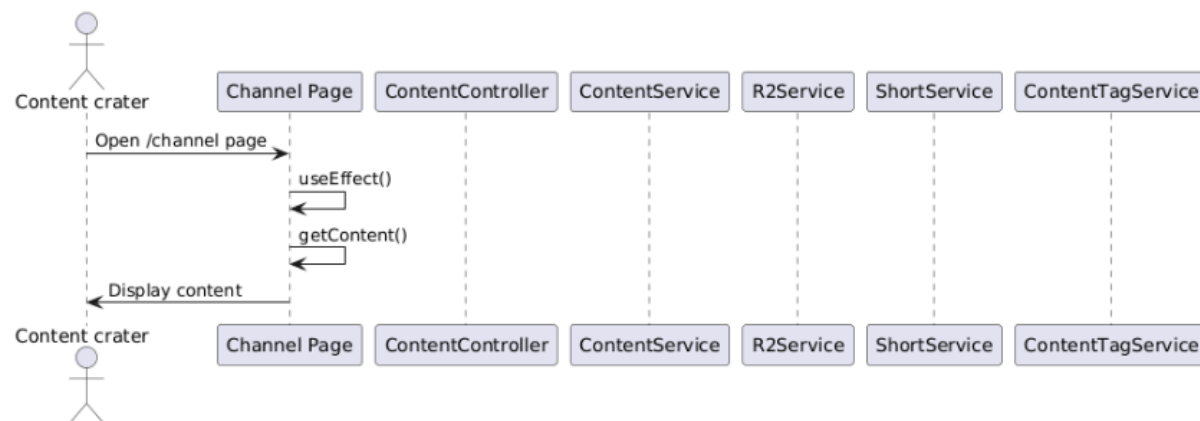 Content crater
Channel Page
ContentController
ContentService
R2Service
ShortService
ContentTagService
Open /channel page
useEffect()
getContent()
Display content
Content crater
Channel Page
ContentController
ContentService
R2Service
ShortService
ContentTagService